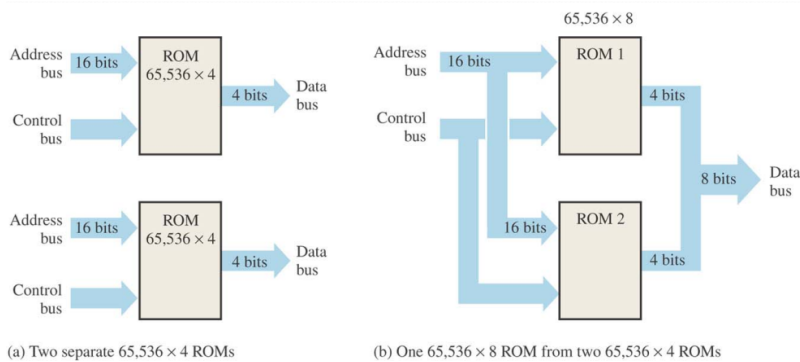 Address
bus
16 bits
ROM
65,536 × 4
4 bits
Data
bus
Control
bus
Address
bus
16 bits
ROM
65,536 × 4
4 bits
Data
bus
Control
bus
(a) Two separate 65,536 × 4 ROMs
65,536 × 8
Address
bus
16 bits
ROM 1
4 bits
Control
bus
8 bits
Data
bus
16 bits
ROM 2
4 bits
(b) One 65,536 × 8 ROM from two 65,536 × 4 ROMs